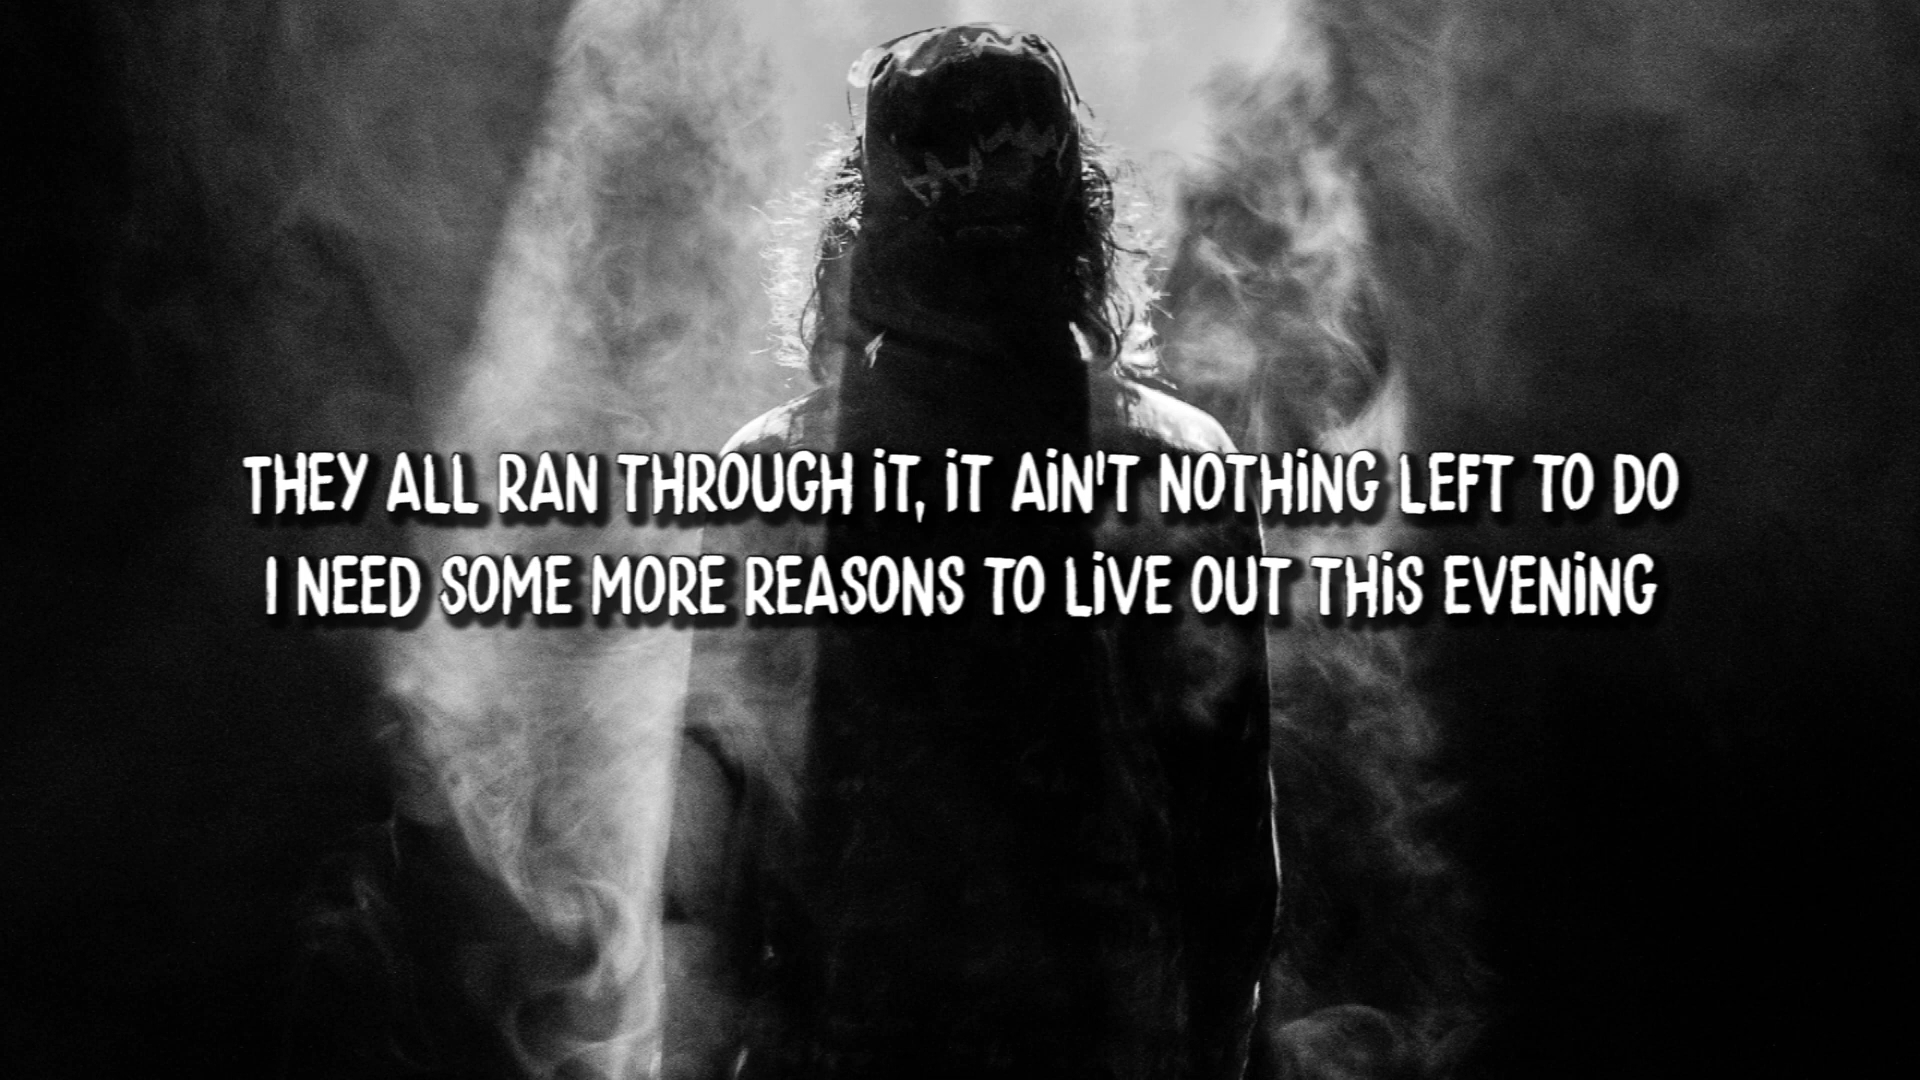 THEY ALL RAN THROUGH IT, IT AIN'T NOTHING LEFT TO DO
I NEED SOME MORE REASONS TO LIVE OUT THIS EVENING